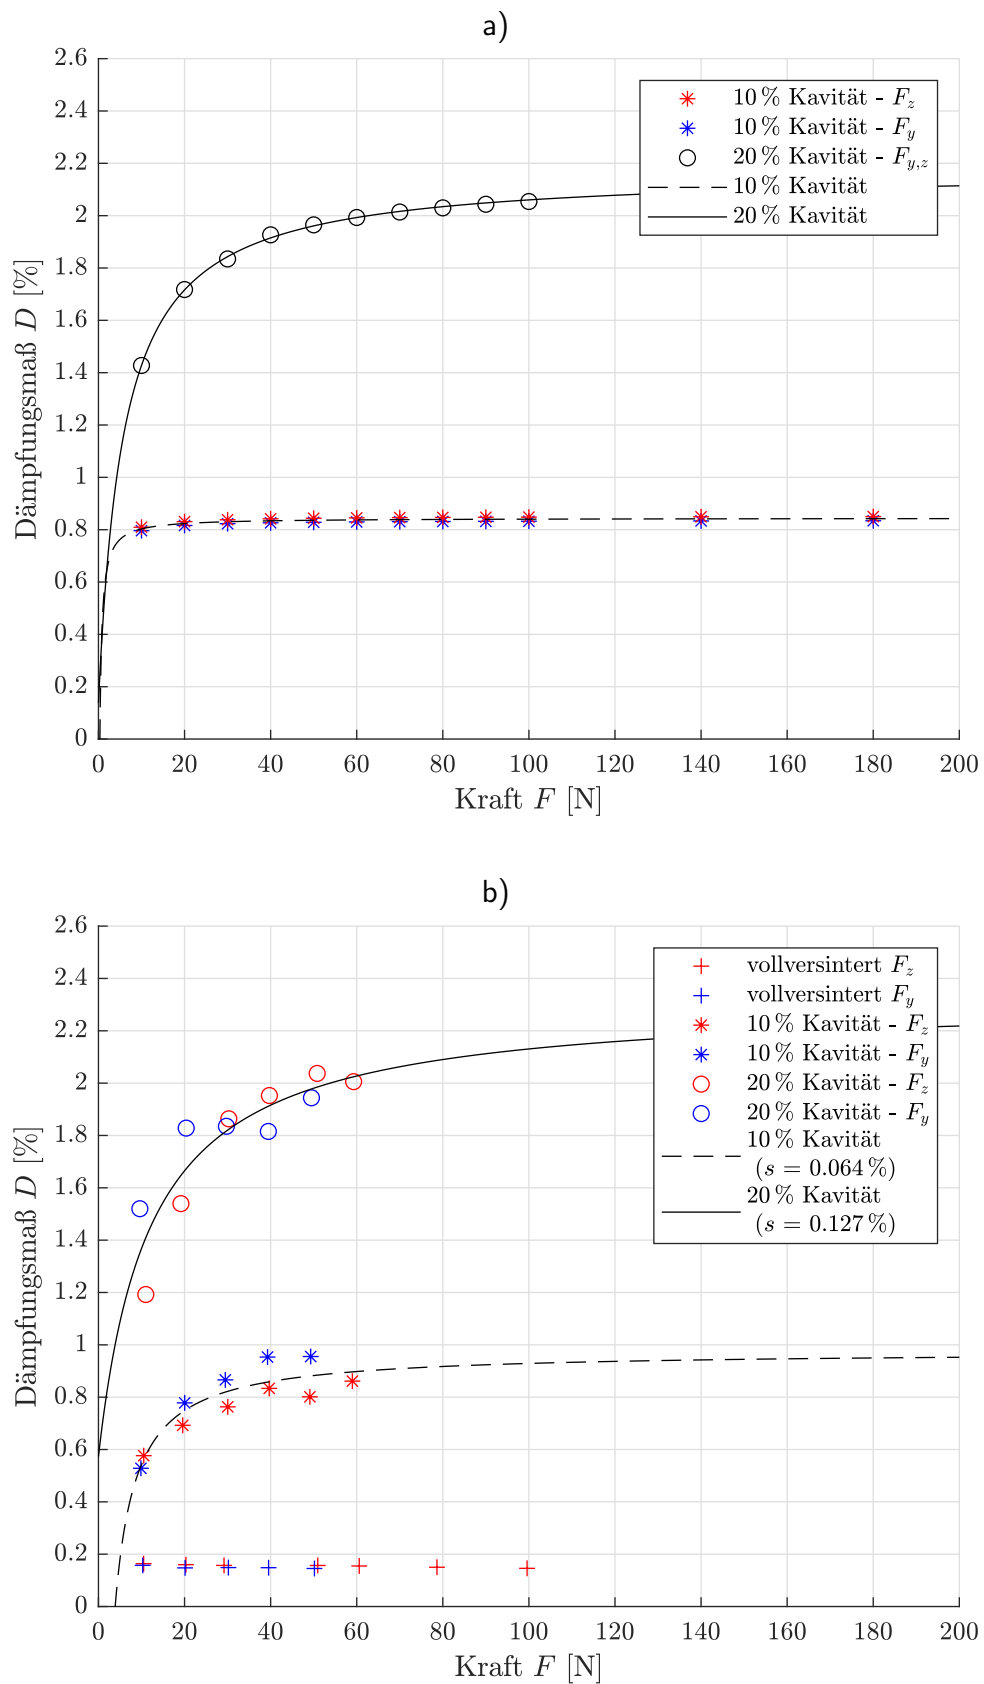 a)
2.6
2.4
2.2
2
1.8
1.6
1.4
1.2
1
0.8
0.6
0.4
0.2
0
Dämpfungsmaß D [%]
10 % Kavität - F_z
10 % Kavität - F_y
20 % Kavität - F_{y,z}
10 % Kavität
20 % Kavität
0 20 40 60 80 100 120 140 160 180 200
Kraft F [N]
b)
2.6
2.4
2.2
2
1.8
1.6
1.4
1.2
1
0.8
0.6
0.4
0.2
0
Dämpfungsmaß D [%]
vollversintert F_z
vollversintert F_y
10 % Kavität - F_z
10 % Kavität - F_y
20 % Kavität - F_z
20 % Kavität - F_y
10 % Kavität
(s = 0.064 %)
20 % Kavität
(s = 0.127 %)
0 20 40 60 80 100 120 140 160 180 200
Kraft F [N]